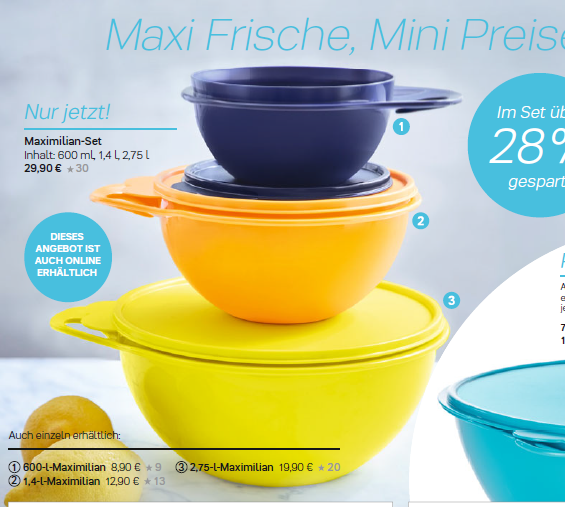 Maxi Frische, Mini Preise
Nur jetzt!
Maximilian-Set
Inhalt: 600 ml, 1,4 l, 2,75 l
29,90 € ★30
Im Set üb
28%
gespart
1
2
3
DIESES
ANGEBOT IST
AUCH ONLINE
ERHÄLTLICH
Auch einzeln erhältlich:
① 600-l-Maximilian 8,90 € ★9 ③ 2,75-l-Maximilian 19,90 € ★20
② 1,4-l-Maximilian 12,90 € ★13